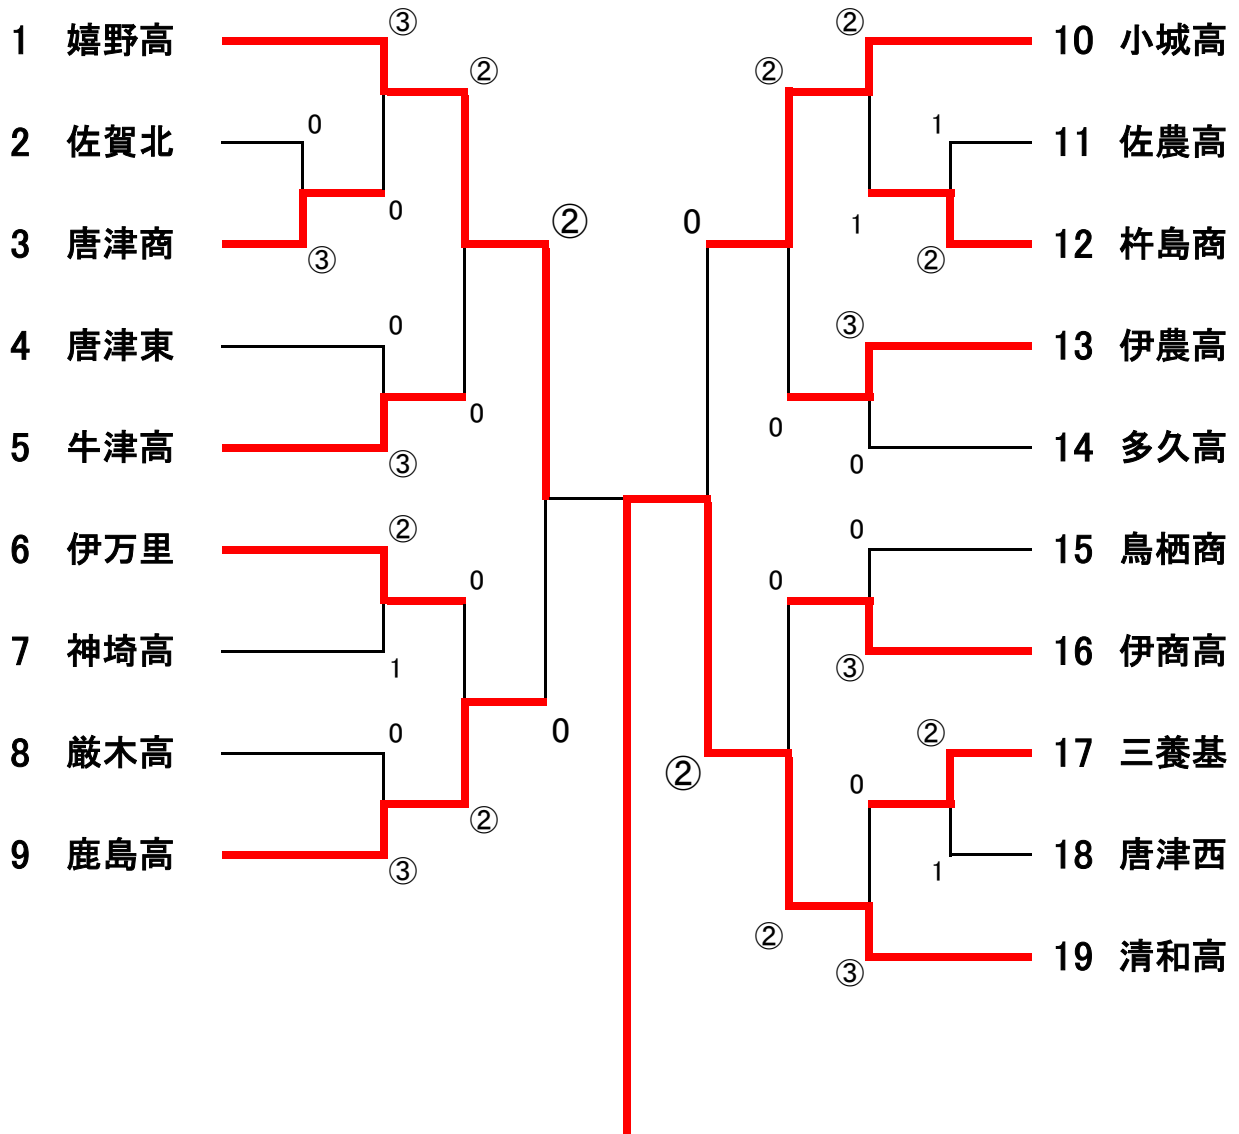 1 嬉野高
2 佐賀北
3 唐津商
4 唐津東
5 牛津高
6 伊万里
7 神埼高
8 厳木高
9 鹿島高
③
②
0
0
③
②
0
0
③
②
1
0
0
③
②
0
②
②
0
1
1
②
③
0
0
0
0
③
②
②
0
1
②
③
10 小城高
11 佐農高
12 杵島商
13 伊農高
14 多久高
15 鳥栖商
16 伊商高
17 三養基
18 唐津西
19 清和高